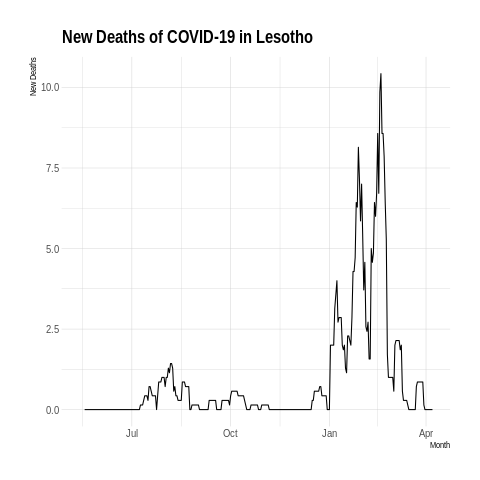 New Deaths of COVID-19 in Lesotho
New Deaths
10.0
7.5
5.0
2.5
0.0
Jul Oct Jan Apr
Month